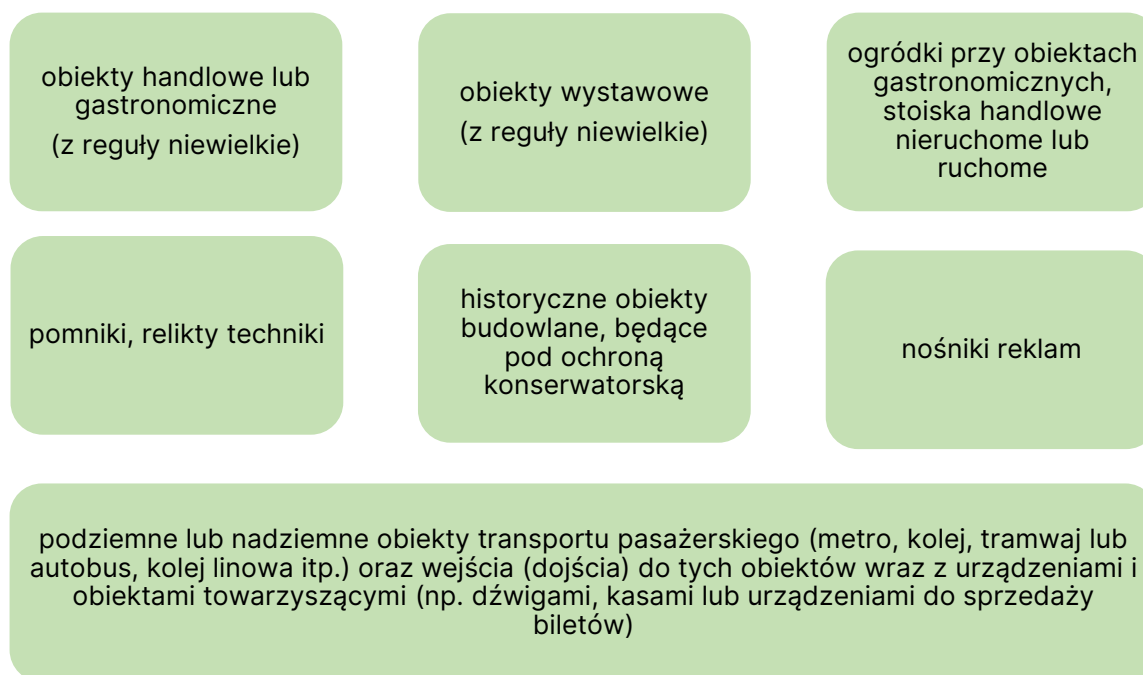 obiekty handlowe lub
gastronomiczne
(z reguły niewielkie)
obiekty wystawowe
(z reguły niewielkie)
ogródki przy obiektach
gastronomicznych,
stoiska handlowe
nieruchome lub
ruchome
pomniki, relikty techniki
historyczne obiekty
budowlane, będące
pod ochroną
konserwatorską
nośniki reklam
podziemne lub nadziemne obiekty transportu pasażerskiego (metro, kolej, tramwaj lub
autobus, kolej linowa itp.) oraz wejścia (dojścia) do tych obiektów wraz z urządzeniami i
obiektami towarzyszącymi (np. dźwigami, kasami lub urządzeniami do sprzedaży
biletów)